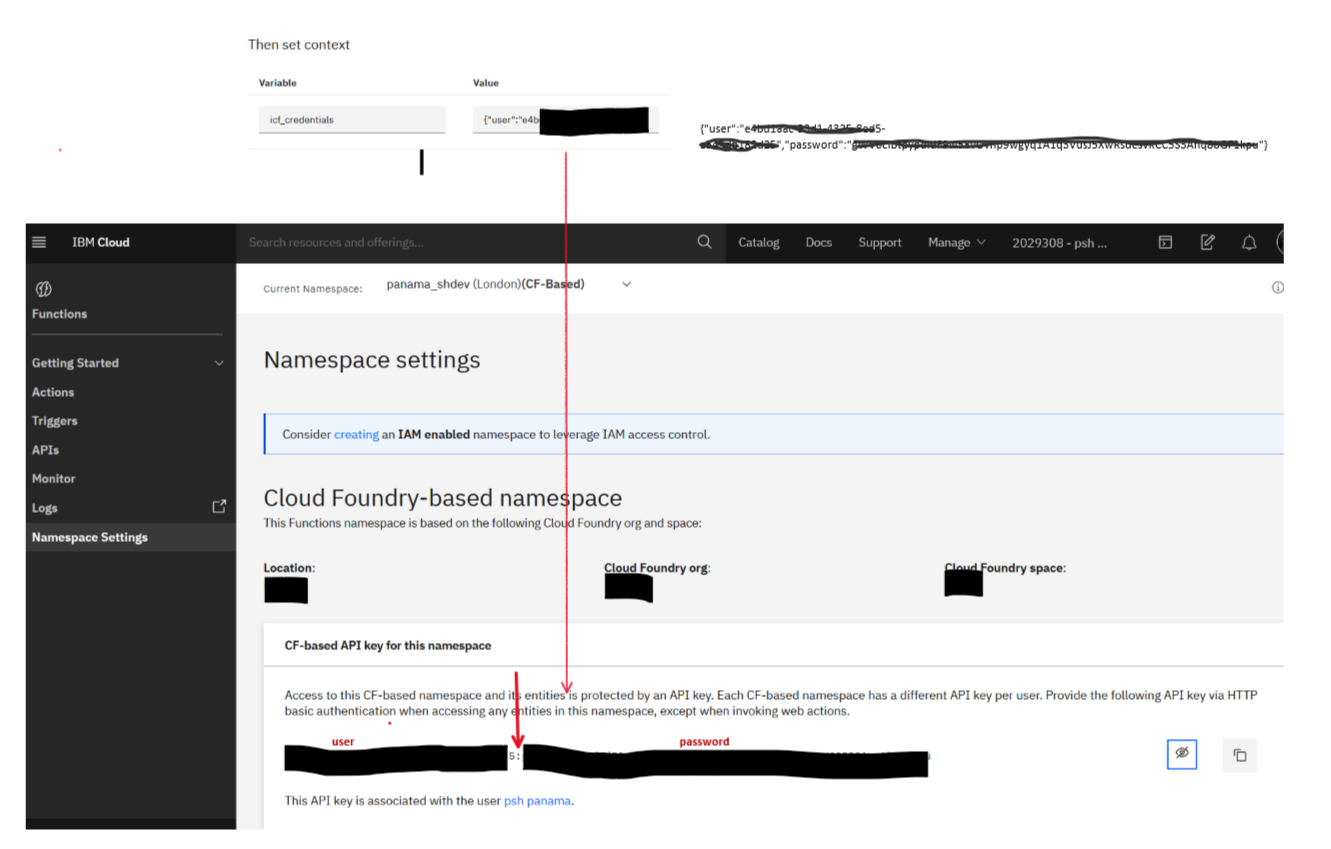 Then set context
Variable Value
icf_credentials {"user":"e4b
{"user":"
","password":" "}
IBM Cloud Search resources and offerings... Catalog Docs Support Manage 2029308 - psh ...
Functions
Getting Started
Actions
Triggers
APIs
Monitor
Logs
Namespace Settings
Current Namespace: panama_shdev (London)(CF-Based)
Namespace settings
Consider creating an IAM enabled namespace to leverage IAM access control.
Cloud Foundry-based namespace
This Functions namespace is based on the following Cloud Foundry org and space:
Location: Cloud Foundry org: Cloud Foundry space:
CF-based API key for this namespace
Access to this CF-based namespace and its entities is protected by an API key. Each CF-based namespace has a different API key per user. Provide the following API key via HTTP
basic authentication when accessing any entities in this namespace, except when invoking web actions.
user password
5:
This API key is associated with the user psh panama.